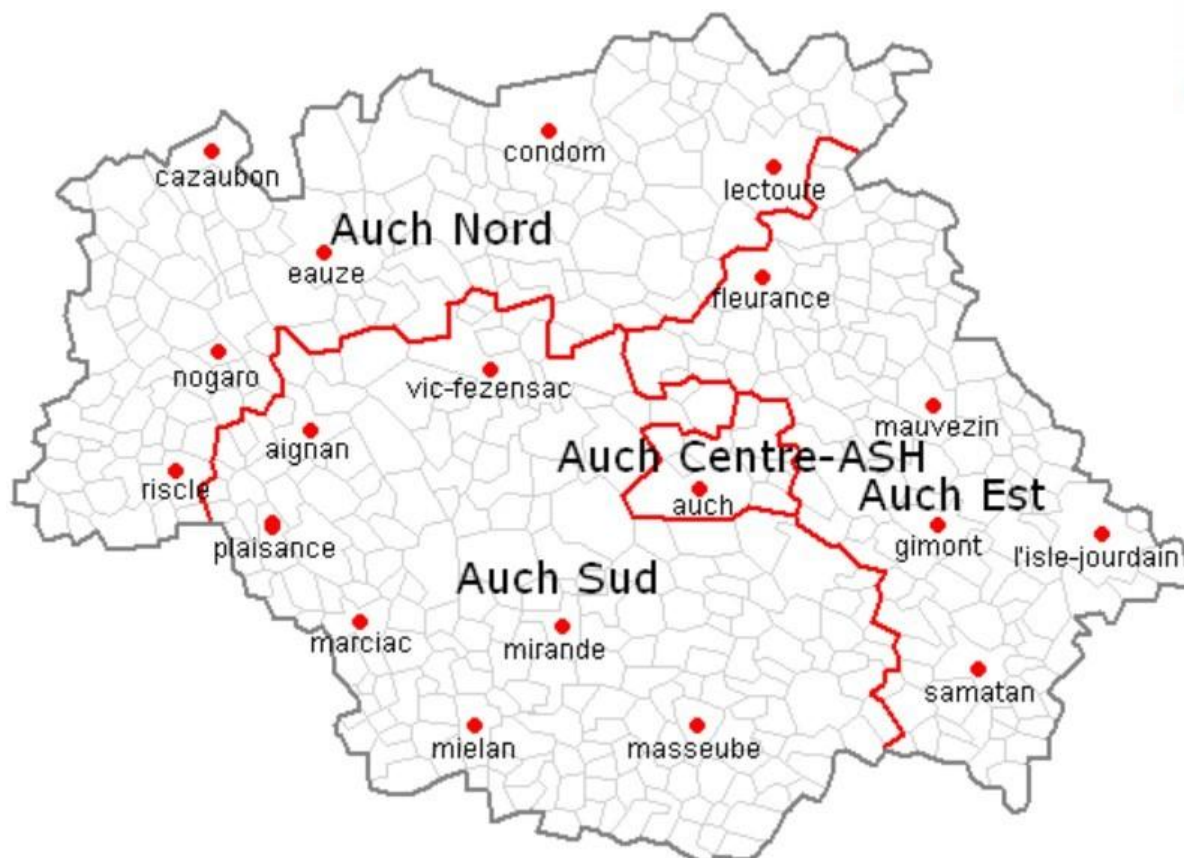 condom
cazaubon
lectoure
Auch Nord
eauze
fleurance
nogaro
vic-fezensac
mauvezin
aignan
Auch Centre-ASH
riscle
auch
Auch Est
plaisance
gimont
l'isle-jourdain
Auch Sud
marciac
mirande
samatan
mielan
masseube